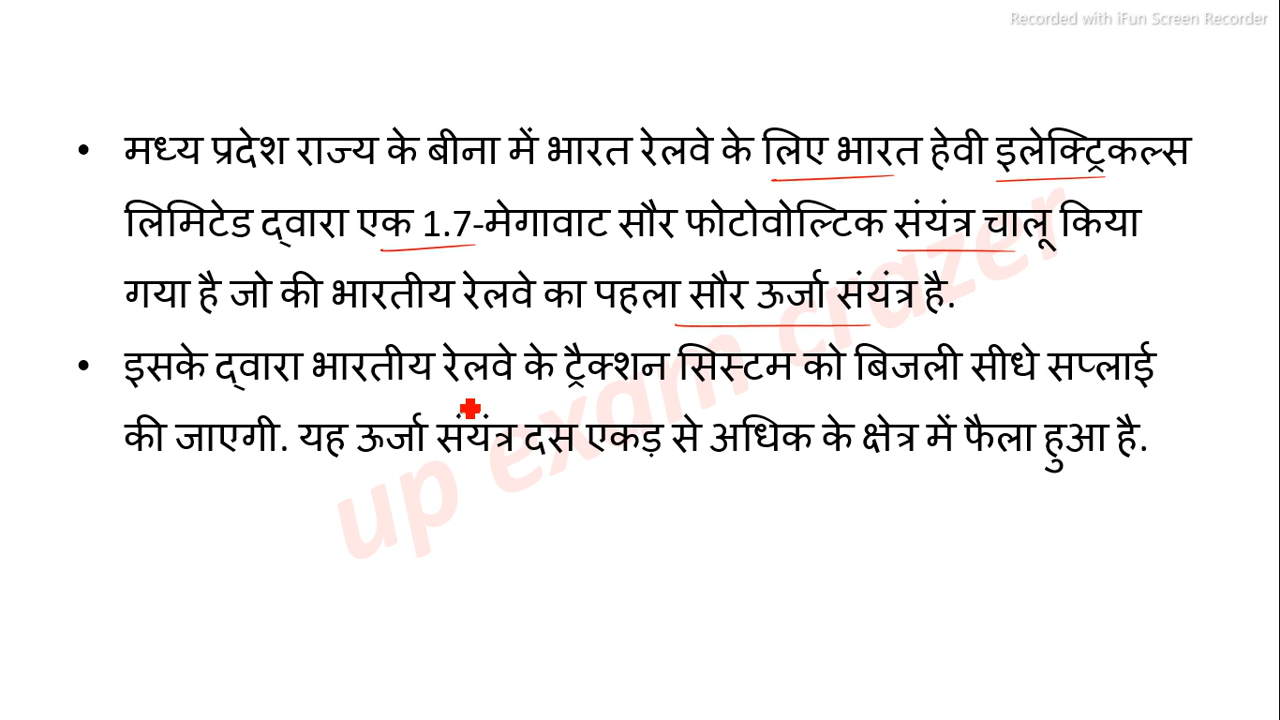 Recorded with iFun Screen Recorder
• मध्य प्रदेश राज्य के बीना में भारत रेलवे के लिए भारत हेवी इलेक्ट्रिकल्स
लिमिटेड द्वारा एक 1.7-मेगावाट सौर फोटोवोल्टिक संयंत्र चालू किया
गया है जो की भारतीय रेलवे का पहला सौर ऊर्जा संयंत्र है.
• इसके द्वारा भारतीय रेलवे के ट्रैक्शन सिस्टम को बिजली सीधे सप्लाई
की जाएगी. यह ऊर्जा संयंत्र दस एकड़ से अधिक के क्षेत्र में फैला हुआ है.
up exam crazer